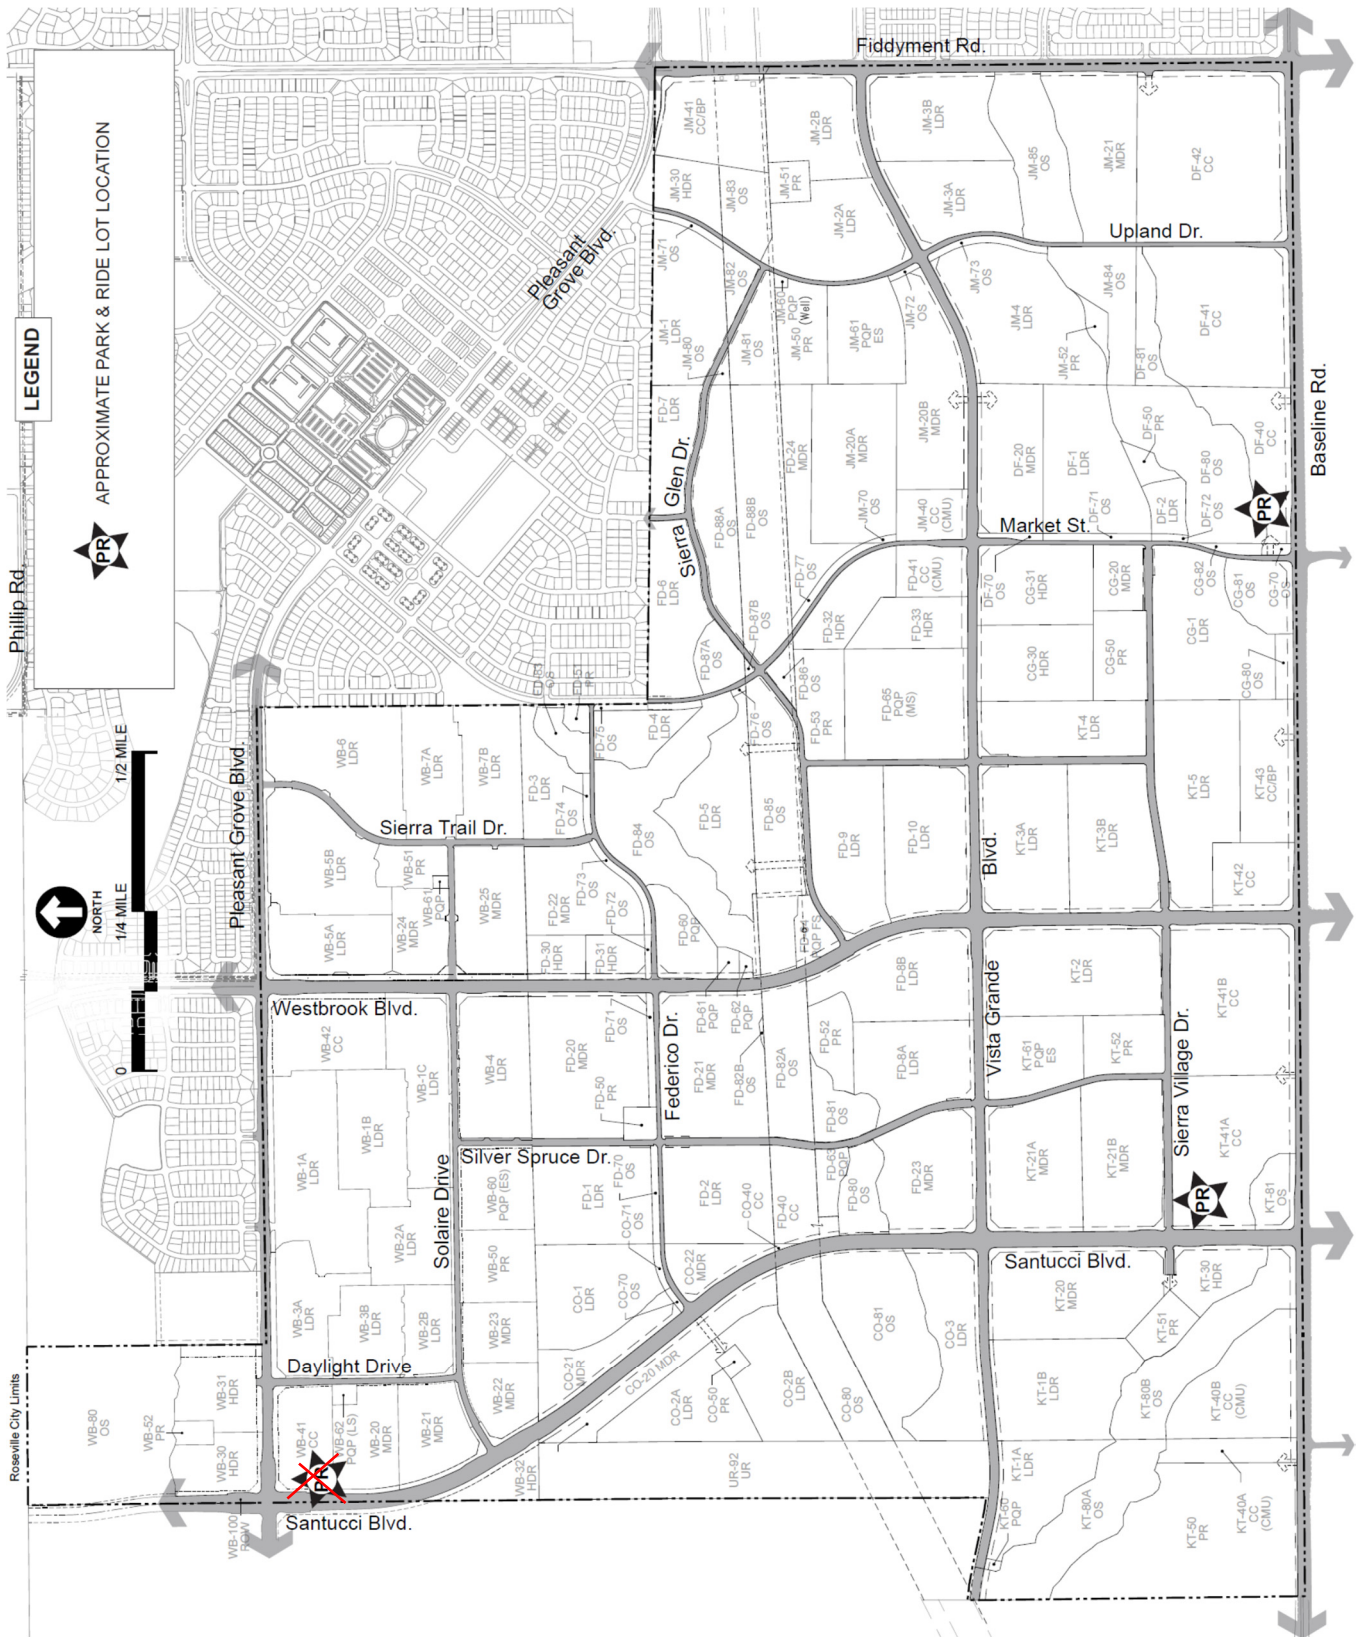 Fiddyment Rd.
LEGEND
PR
APPROXIMATE PARK & RIDE LOT LOCATION
Phillip Rd.
NORTH
0
1/4 MILE
1/2 MILE
Pleasant
Grove Blvd.
Pleasant Grove Blvd.
Baseline Rd.
Upland Dr.
Sierra Glen Dr.
Market St.
Sierra Trail Dr.
Westbrook Blvd.
Federico Dr.
Vista Grande
Blvd.
Sierra Village Dr.
Silver Spruce Dr.
Solaire Drive
Daylight Drive
Santucci Blvd.
Santucci Blvd.
Roseville City Limits
PR
PR
PR
JM-41
CC/BP
JM-30
HDR
JM-83
OS
JM-51
PR
JM-2B
LDR
JM-3B
LDR
JM-85
OS
JM-21
MDR
DF-42
CC
JM-71
OS
JM-82
OS
JM-2A
LDR
JM-3A
LDR
JM-73
OS
JM-72
OS
JM-84
OS
JM-1
LDR
JM-80
OS
JM-81
OS
JM-60
PQP
(Well)
JM-50
PR
JM-61
PQP
ES
JM-4
LDR
JM-52
PR
DF-81
OS
DF-41
CC
FD-7
LDR
FD-24
MDR
JM-20A
MDR
JM-20B
MDR
DF-20
MDR
DF-1
LDR
DF-50
PR
DF-80
OS
DF-40
CC
FD-88A
OS
FD-88B
OS
JM-70
OS
JM-40
CC
(CMU)
DF-71
OS
DF-2
LDR
DF-72
OS
FD-6
LDR
FD-77
OS
FD-41
CC
(CMU)
DF-70
OS
CG-31
HDR
CG-20
MDR
CG-82
OS
CG-81
OS
CG-70
OS
FD-87A
OS
FD-87B
OS
FD-32
HDR
FD-33
HDR
CG-30
HDR
CG-50
PR
CG-1
LDR
CG-80
OS
FD-86
OS
FD-76
OS
FD-53
PR
FD-65
PQP
(MS)
KT-4
LDR
FD-51
PR
FD-75
OS
FD-4
LDR
WB-6
LDR
WB-7A
LDR
WB-7B
LDR
FD-3
LDR
FD-74
OS
FD-84
OS
FD-5
LDR
FD-85
OS
FD-9
LDR
FD-10
LDR
KT-3A
LDR
KT-3B
LDR
KT-5
LDR
KT-43
CC/BP
KT-42
CC
WB-5B
LDR
WB-51
PR
WB-61
PQP
WB-25
MDR
FD-73
OS
FD-22
MDR
FD-72
OS
WB-5A
LDR
WB-24
MDR
FD-30
HDR
FD-31
HDR
FD-60
PQP
FD-61
PQP
FD-62
PQP
FD-8B
LDR
KT-2
LDR
KT-41B
CC
WB-42
CC
WB-1C
LDR
WB-4
LDR
FD-20
MDR
FD-71
OS
FD-50
PR
FD-21
MDR
FD-82B
OS
FD-82A
OS
FD-52
PR
FD-8A
LDR
KT-61
PQP
ES
KT-52
PR
FD-81
OS
WB-1A
LDR
WB-1B
LDR
WB-60
PQP (ES)
FD-1
LDR
FD-70
OS
FD-2
LDR
FD-63
PQP
FD-80
OS
FD-23
MDR
KT-21A
MDR
KT-21B
MDR
KT-41A
CC
KT-81
OS
CO-40
CC
FD-40
CC
CO-71
OS
CO-22
MDR
WB-2A
LDR
WB-50
PR
CO-1
LDR
CO-70
OS
WB-3A
LDR
WB-3B
LDR
WB-2B
LDR
WB-23
MDR
CO-21
MDR
WB-22
MDR
CO-20 MDR
CO-81
OS
CO-3
LDR
KT-20
MDR
KT-30
HDR
KT-51
PR
CO-2A
LDR
CO-50
PR
CO-2B
LDR
CO-80
OS
KT-1B
LDR
KT-80B
OS
KT-40B
CC
(CMU)
WB-80
OS
WB-52
PR
WB-31
HDR
WB-30
HDR
WB-41
CC
WB-62
PQP (LS)
WB-20
MDR
WB-21
MDR
WB-32
HDR
UR-92
UR
KT-1A
LDR
KT-60
PQP
KT-80A
OS
KT-50
PR
KT-40A
CC
(CMU)
WB-100
ROW